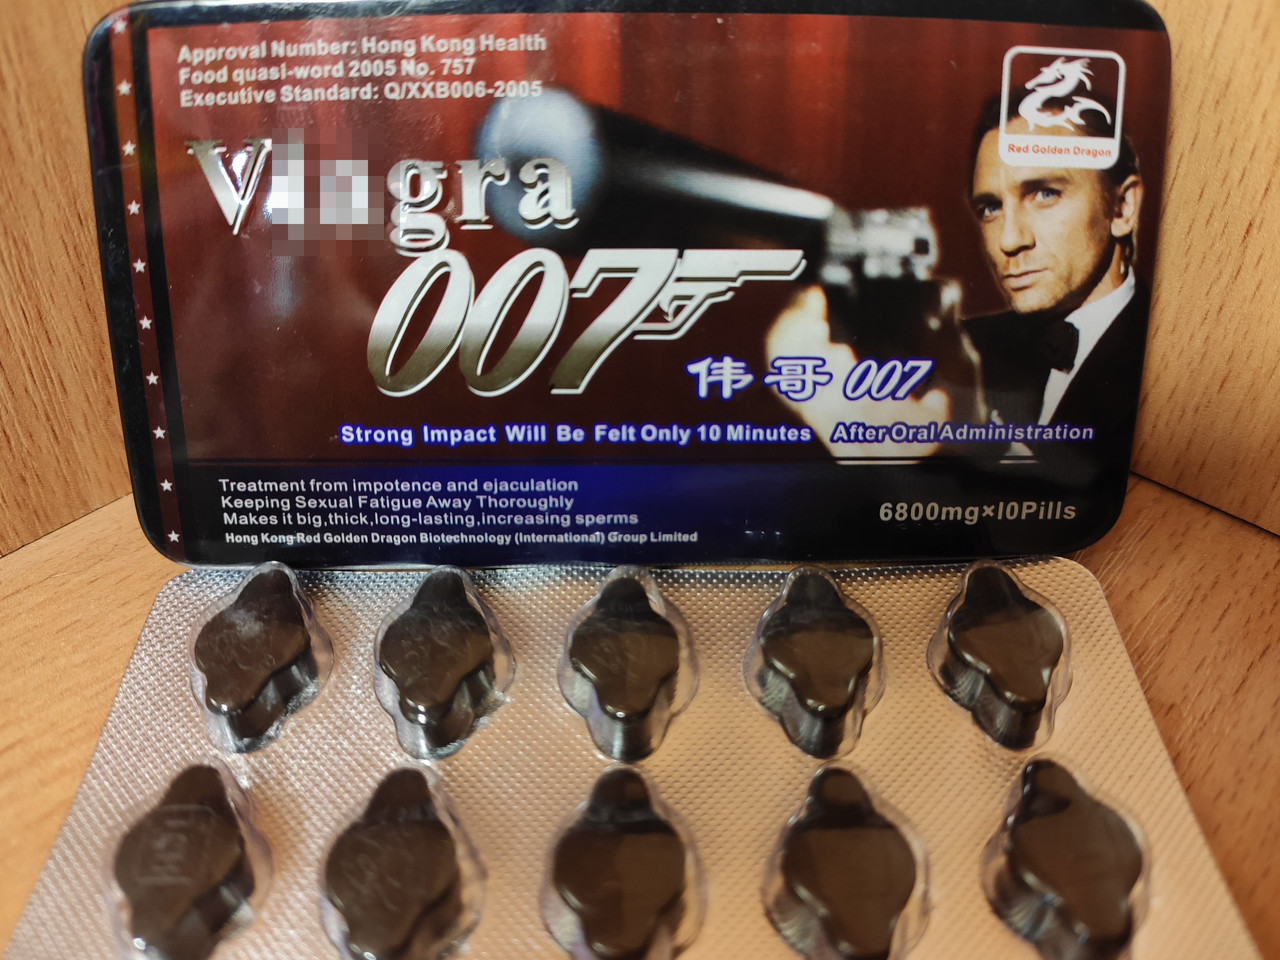 Approval Number: Hong Kong Health
Food quasi-word 2005 No. 757
Executive Standard: Q/XXB006-2005
Red Golden Dragon
007
伟哥 007
Strong Impact Will Be Felt Only 10 Minutes After Oral Administration
Treatment from impotence and ejaculation
Keeping Sexual Fatigue Away Thoroughly
Makes it big,thick,long-lasting,increasing sperms
6800mg×10Pills
Hong Kong Red Golden Dragon Biotechnology (International) Group Limited